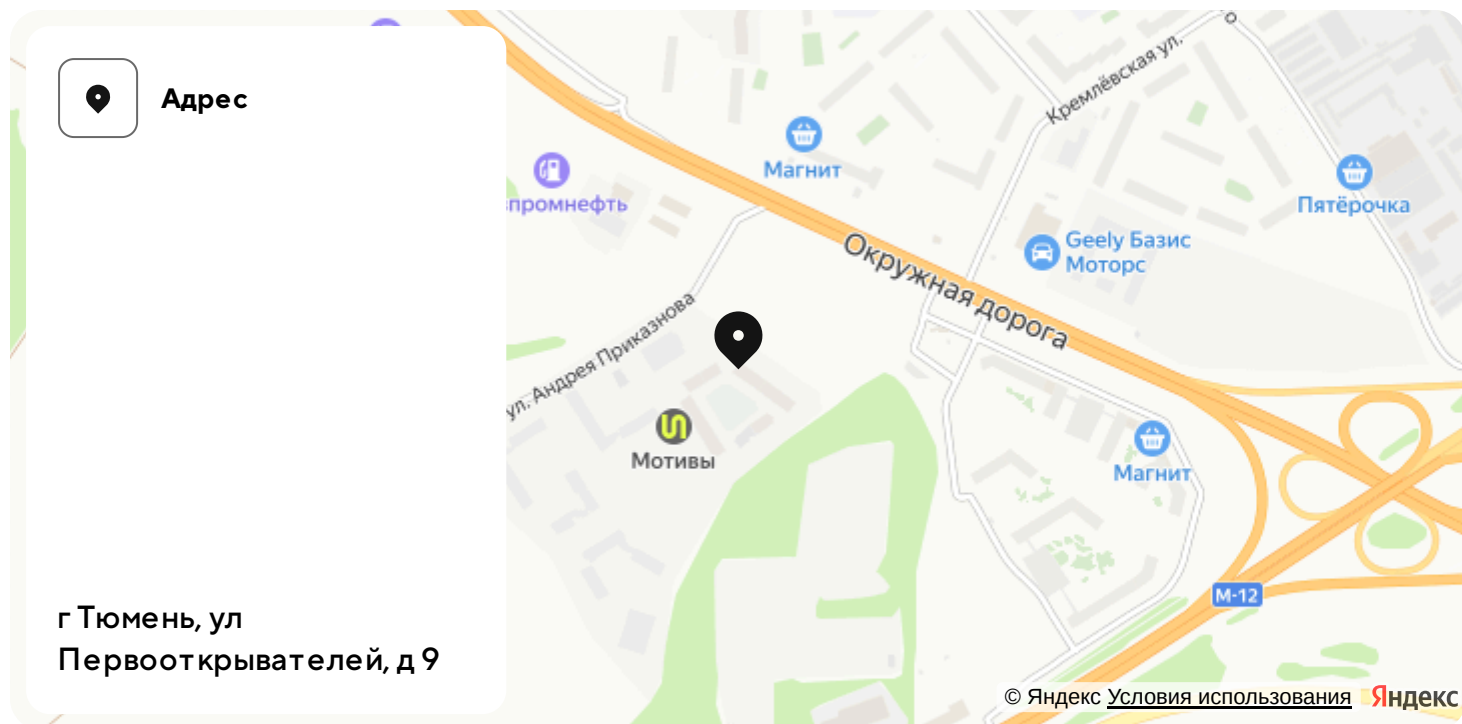 Адрес
г Тюмень, ул
Первооткрывателей, д 9
Кремлёвская ул.
Магнит
Пятёрочка
зпромнефть
Geely Базис
Моторс
Окружная дорога
ул. Андрея Приказнова
Мотивы
Магнит
М-12
© Яндекс Условия использования
Яндекс